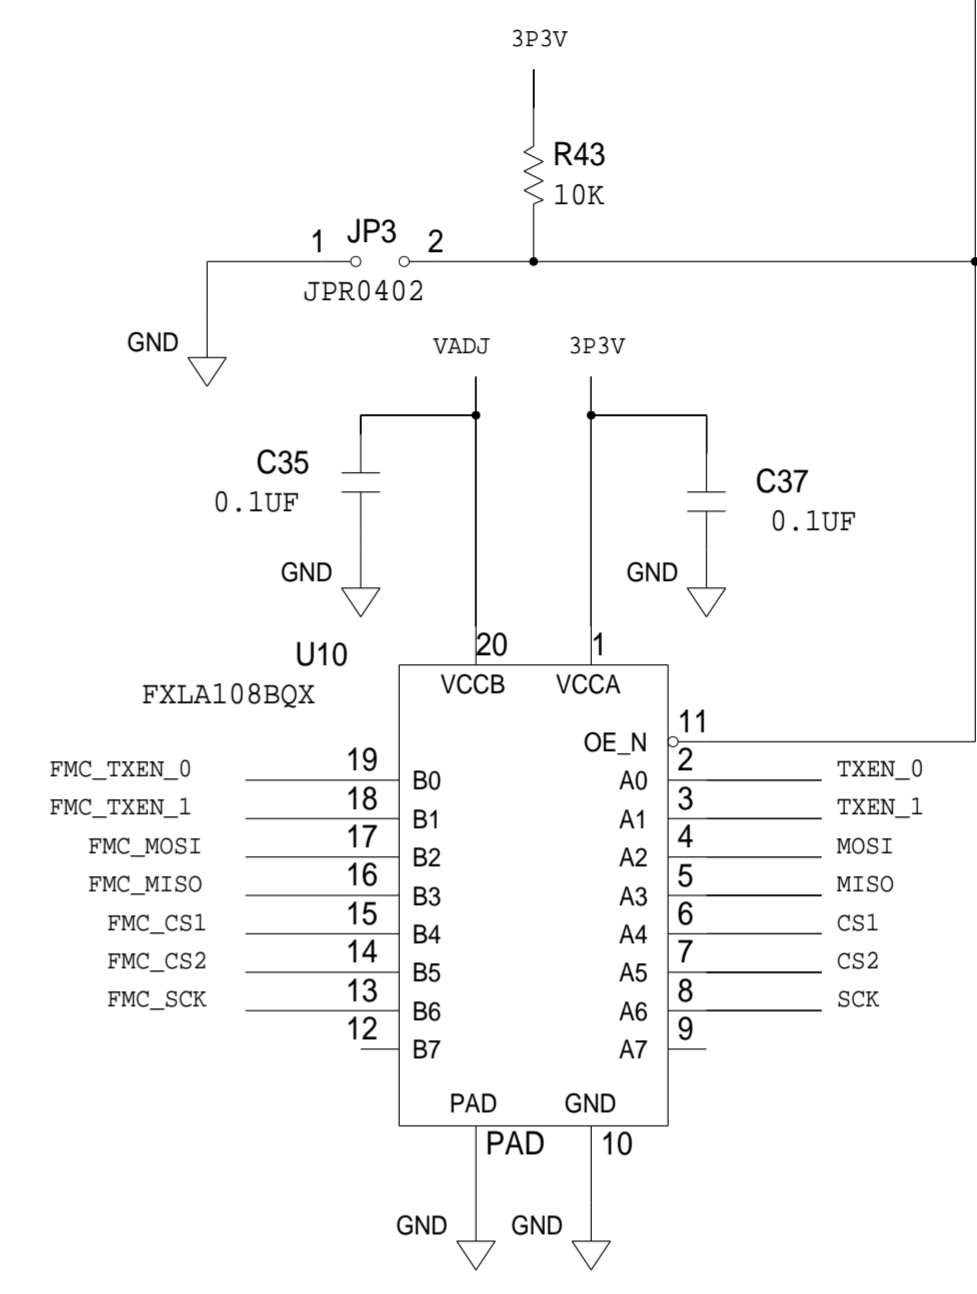 3P3V
R43
10K
1 JP3 2
JPR0402
GND
VADJ 3P3V
C35
0.1UF
C37
0.1UF
GND GND
U10
FXLA108BQX
20 1
VCCB VCCA
OE_N 11
FMC_TXEN_0 19 B0 A0 2 TXEN_0
FMC_TXEN_1 18 B1 A1 3 TXEN_1
FMC_MOSI 17 B2 A2 4 MOSI
FMC_MISO 16 B3 A3 5 MISO
FMC_CS1 15 B4 A4 6 CS1
FMC_CS2 14 B5 A5 7 CS2
FMC_SCK 13 B6 A6 8 SCK
12 B7 A7 9
PAD GND
PAD 10
GND GND